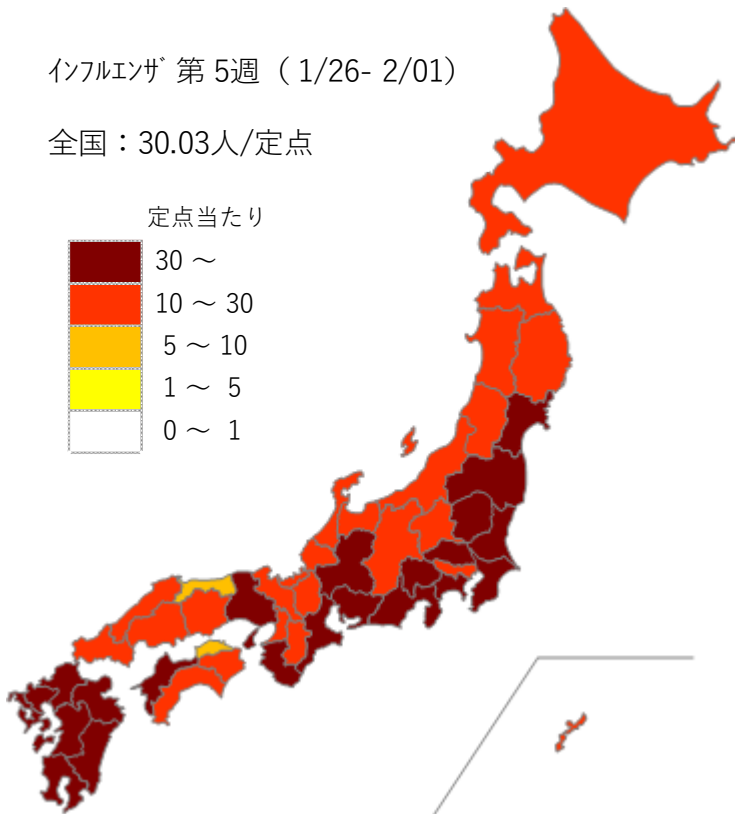 インフルエンザ 第 5週 （ 1/26- 2/01）
全国：30.03人/定点
定点当たり
30 ～
10 ～ 30
5 ～ 10
1 ～ 5
0 ～ 1